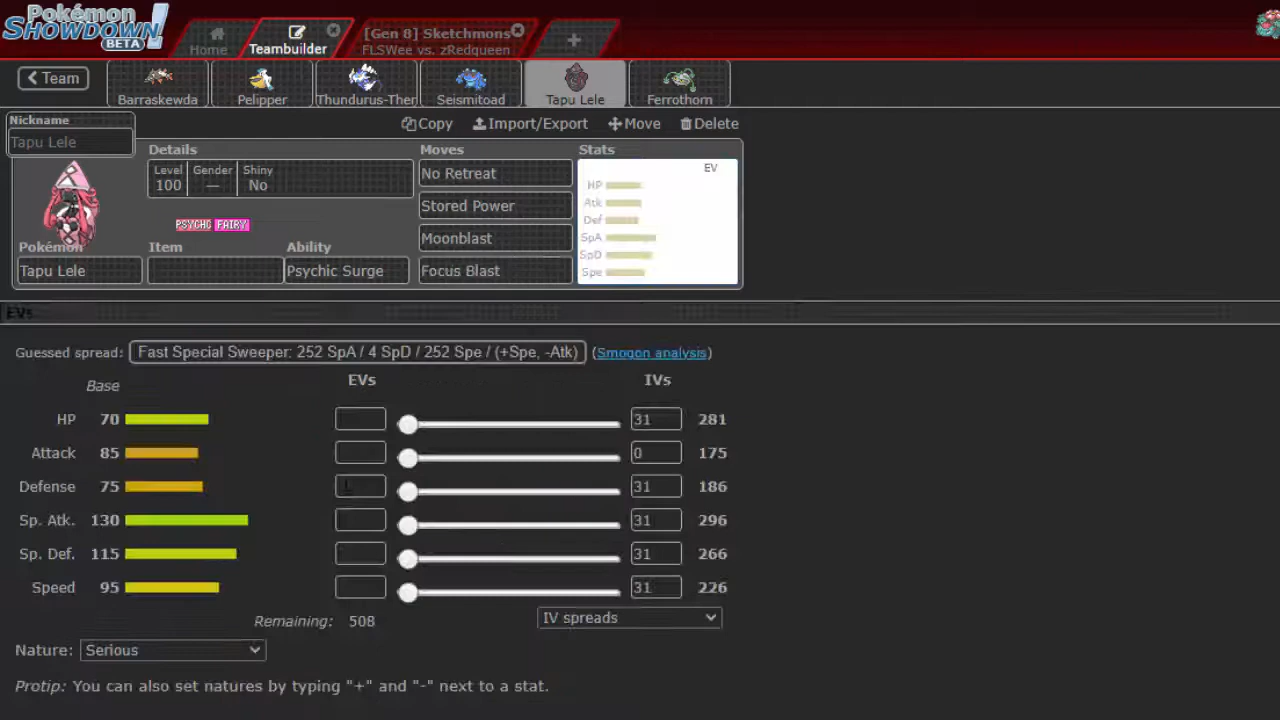 Pokémon
SHOWDOWN!
BETA
Home
Teambuilder
[Gen 8] Sketchmons
FLSWee vs. zRedqueen
+
Team
Barraskewda
Pelipper
Thundurus-Ther
Seismitoad
Tapu Lele
Ferrothorn
Copy
Import/Export
Move
Delete
Nickname
Tapu Lele
Details
Moves
Stats
Level
Gender
Shiny
100
—
No
No Retreat
EV
HP
Atk
Def
SpA
SpD
Spe
Stored Power
PSYCHC FAIRY
Moonblast
Pokémon
Item
Ability
Tapu Lele
Psychic Surge
Focus Blast
EVs
Guessed spread: Fast Special Sweeper: 252 SpA / 4 SpD / 252 Spe / (+Spe, -Atk) (Smogon analysis)
Base
EVs
IVs
HP 70 31 281
Attack 85 0 175
Defense 75 31 186
Sp. Atk. 130 31 296
Sp. Def. 115 31 266
Speed 95 31 226
Remaining: 508
IV spreads
Nature: Serious
Protip: You can also set natures by typing "+" and "-" next to a stat.